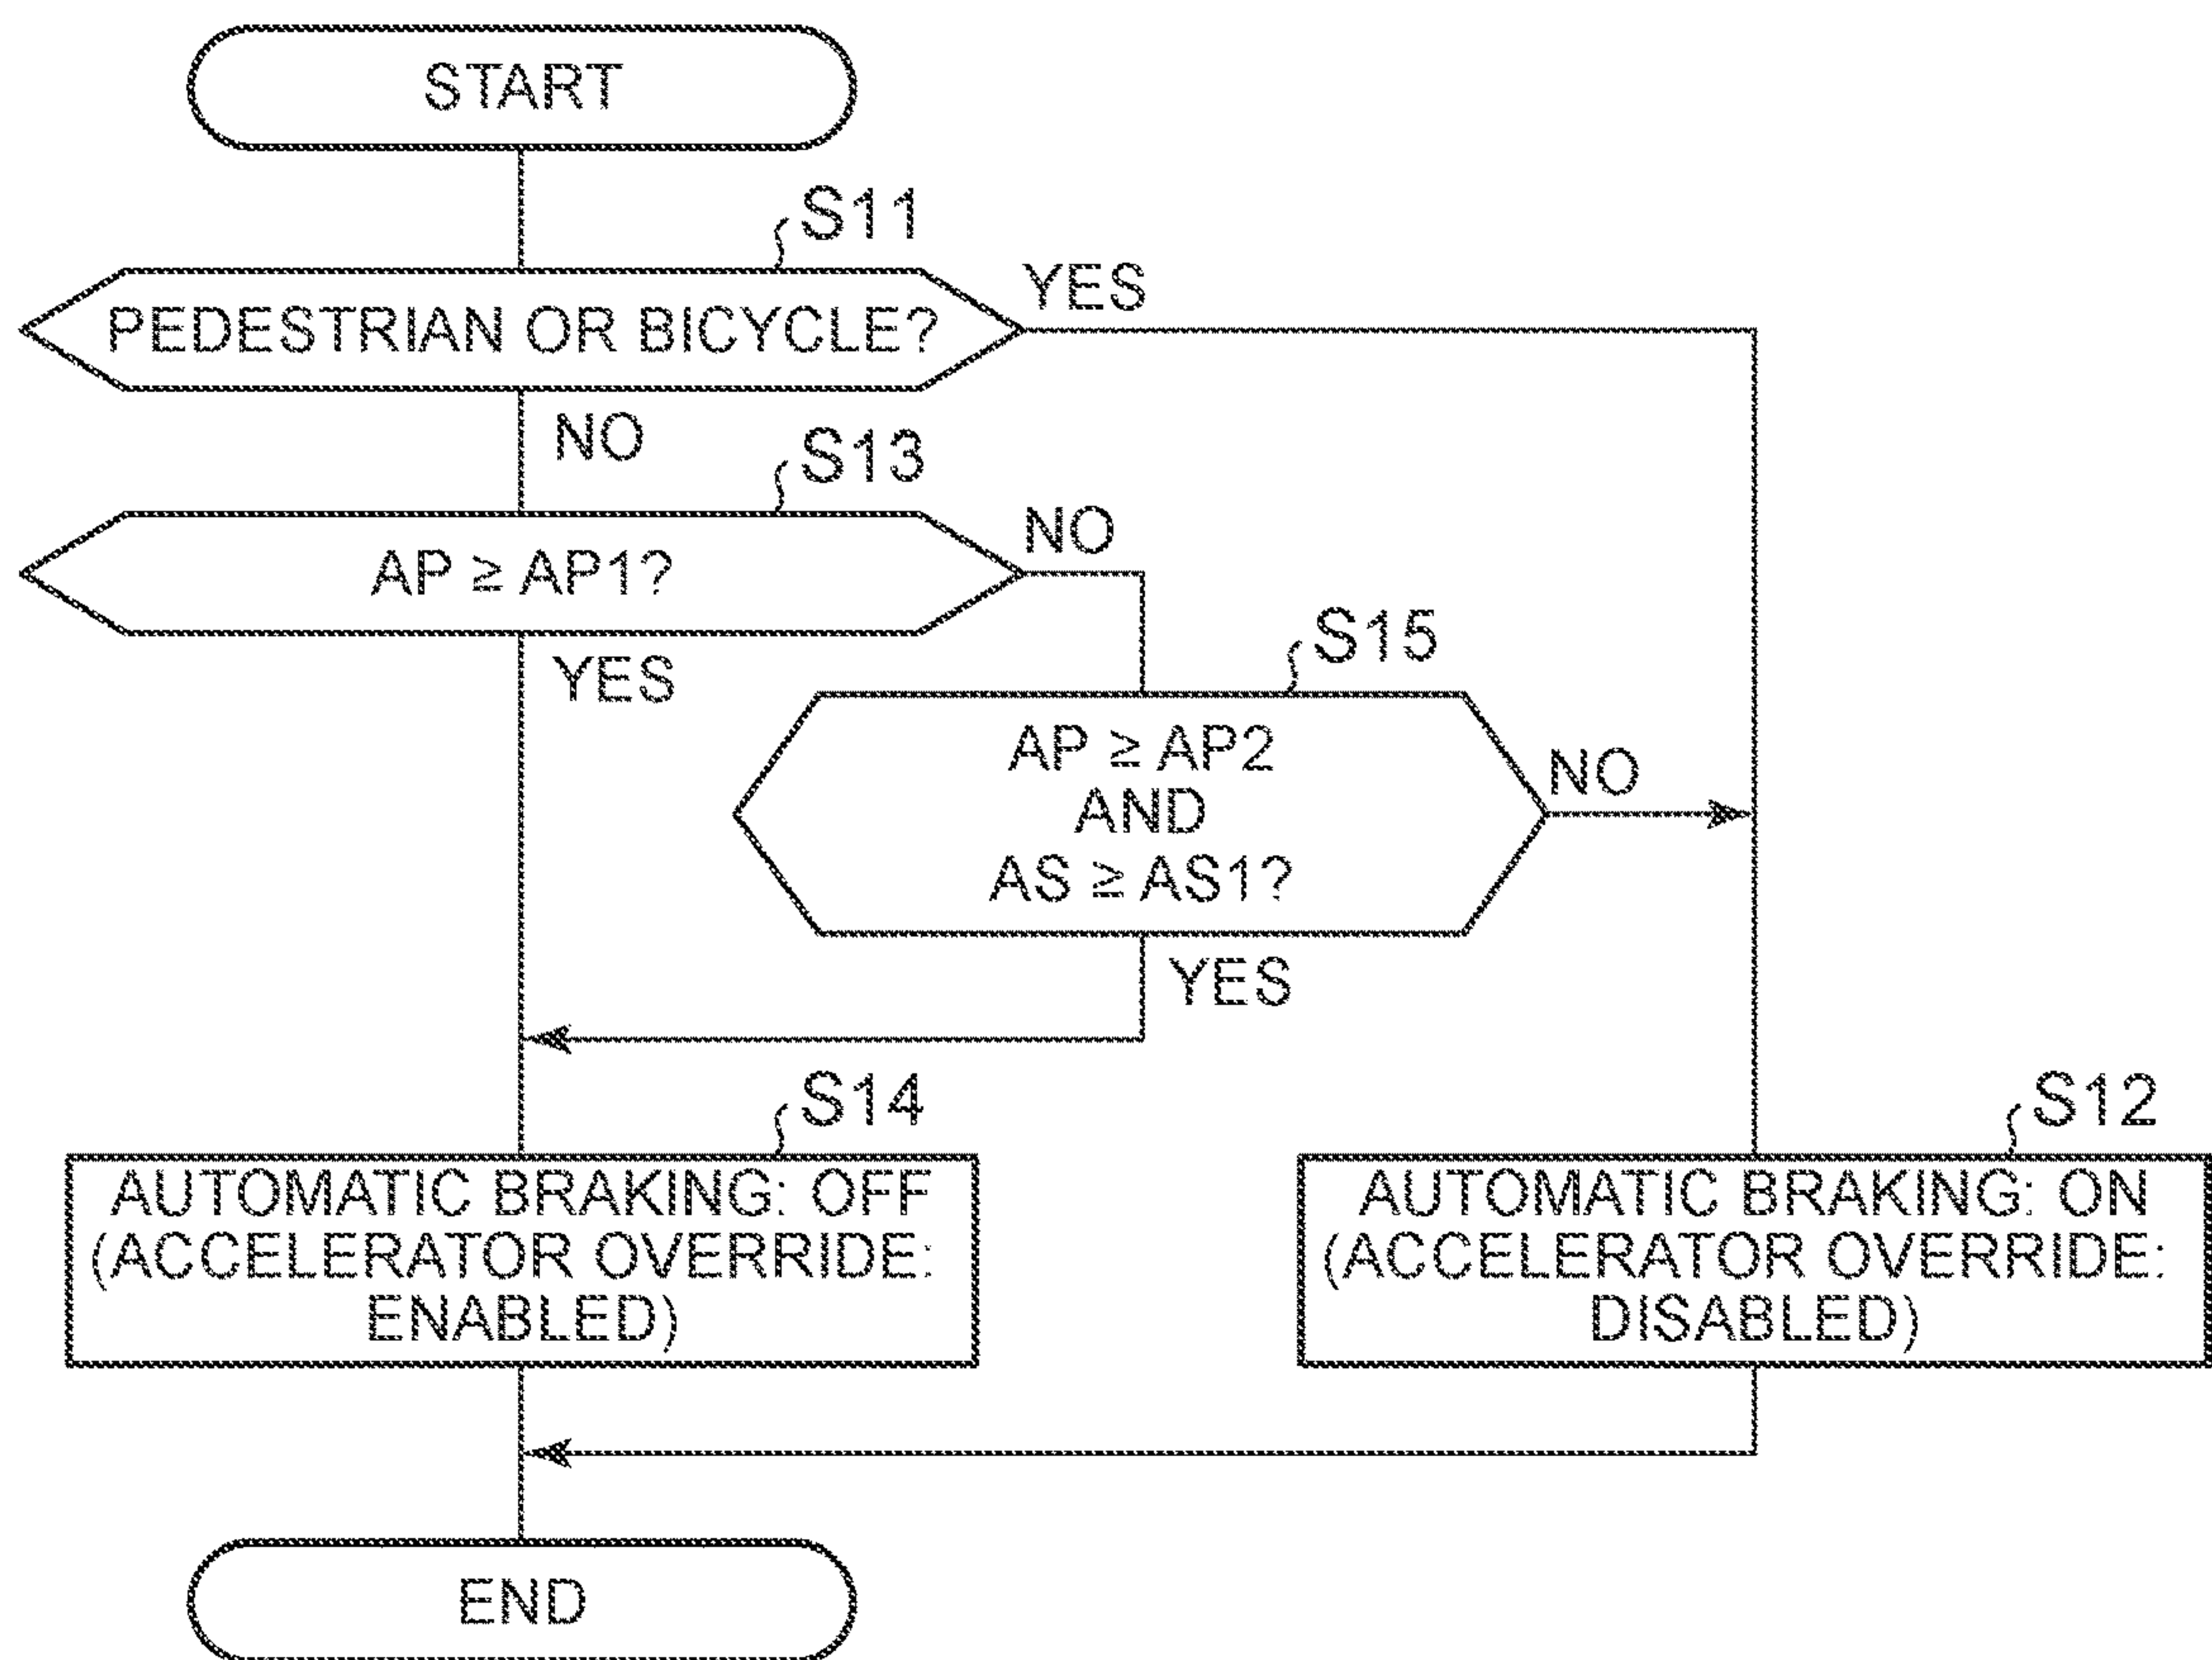 START
S11
PEDESTRIAN OR BICYCLE?
YES
NO
S13
AP ≧ AP1?
NO
YES
S15
AP ≧ AP2
AND
AS ≧ AS1?
NO
YES
S14
AUTOMATIC BRAKING: OFF
(ACCELERATOR OVERRIDE:
ENABLED)
S12
AUTOMATIC BRAKING: ON
(ACCELERATOR OVERRIDE:
DISABLED)
END